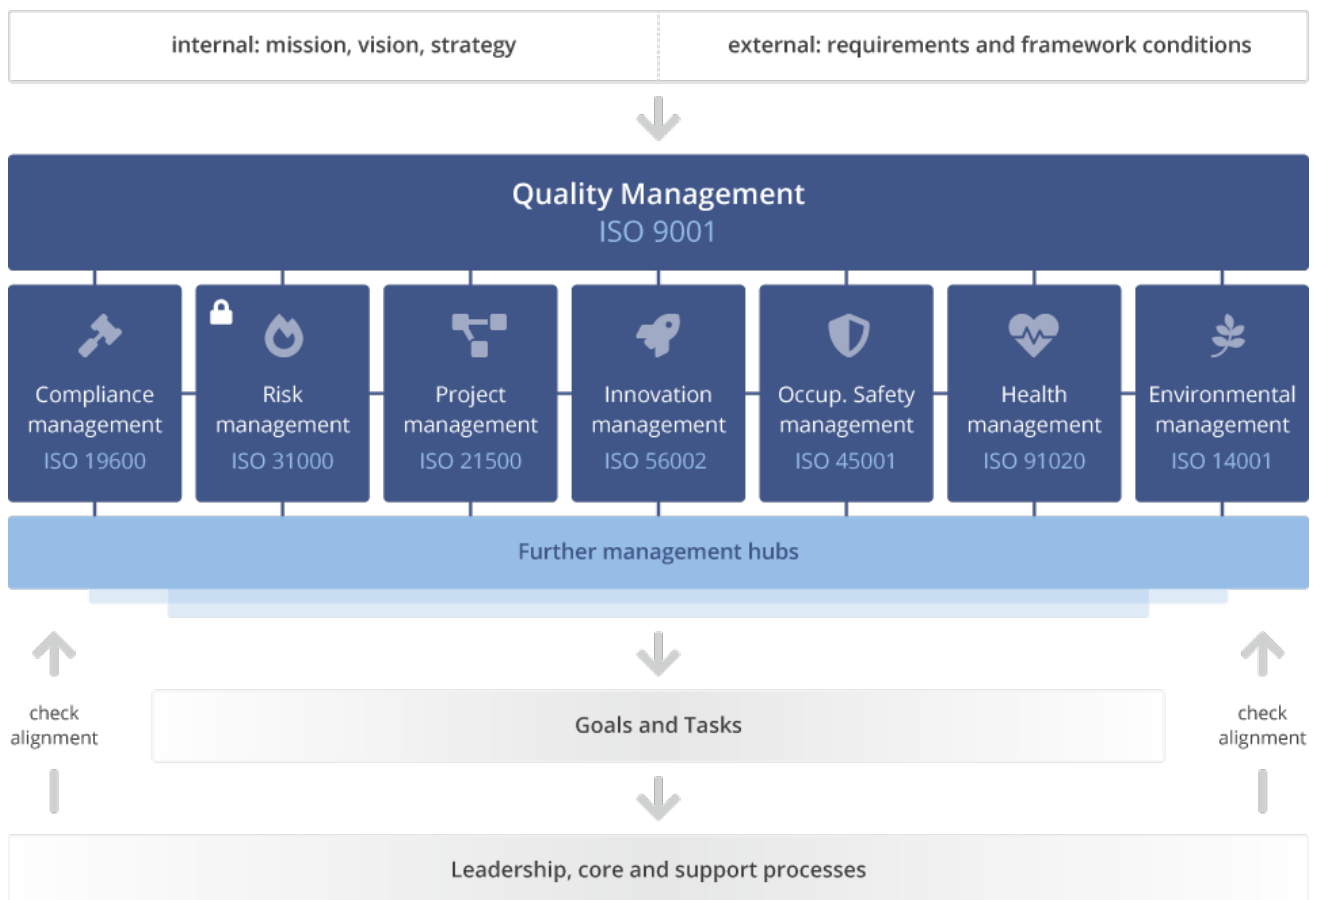 internal: mission, vision, strategy
external: requirements and framework conditions
Quality Management
ISO 9001
Compliance
management
ISO 19600
Risk
management
ISO 31000
Project
management
ISO 21500
Innovation
management
ISO 56002
Occup. Safety
management
ISO 45001
Health
management
ISO 91020
Environmental
management
ISO 14001
Further management hubs
check
alignment
Goals and Tasks
check
alignment
Leadership, core and support processes